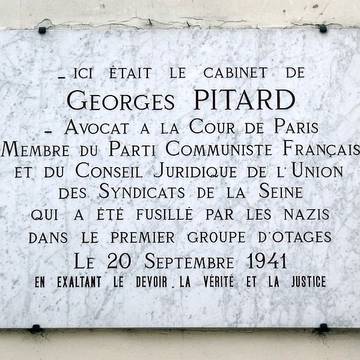 – ICI ÉTAIT LE CABINET DE
GEORGES PITARD
– AVOCAT A LA COUR DE PARIS
MEMBRE DU PARTI COMMUNISTE FRANÇAIS
ET DU CONSEIL JURIDIQUE DE L'UNION
DES SYNDICATS DE LA SEINE
QUI A ÉTÉ FUSILLÉ PAR LES NAZIS
DANS LE PREMIER GROUPE D'OTAGES
LE 20 SEPTEMBRE 1941
EN EXALTANT LE DEVOIR . LA VÉRITÉ ET LA JUSTICE